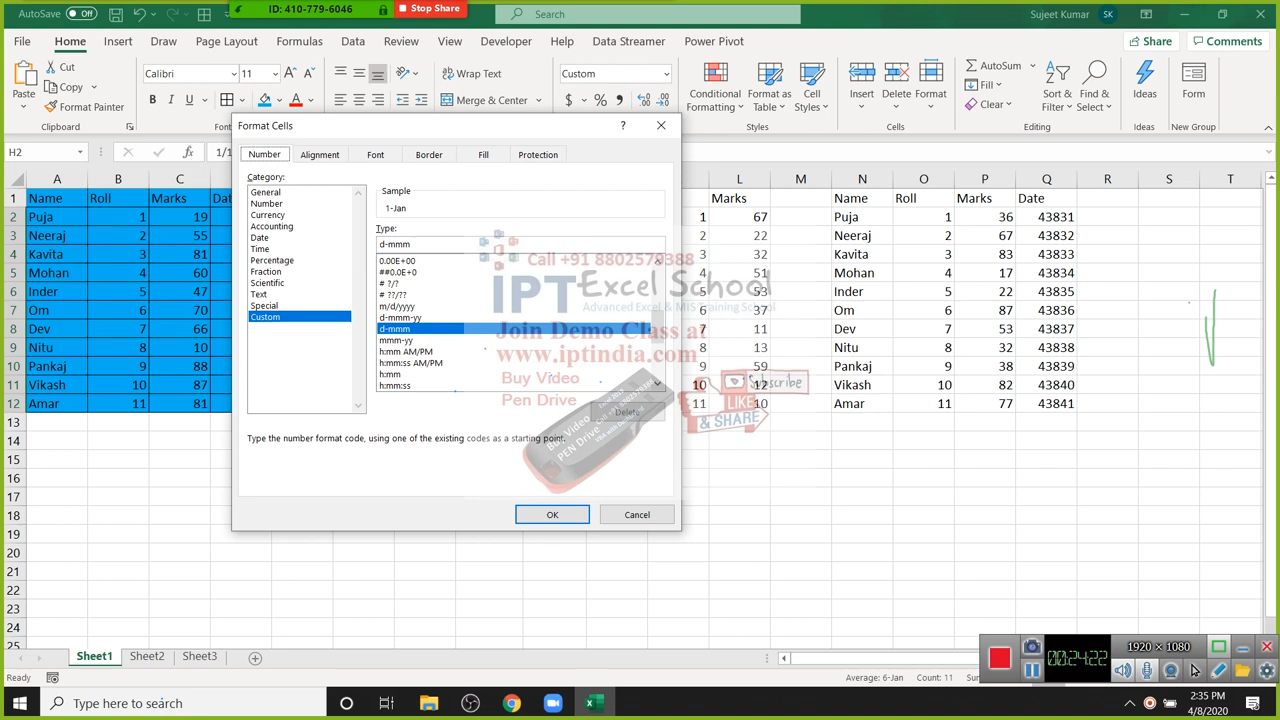 AutoSave Off
ID: 410-779-6046
Stop Share
Search
Sujeet Kumar SK
File Home Insert Draw Page Layout Formulas Data Review View Developer Help Data Streamer Power Pivot
Share Comments
Paste
Cut
Copy
Format Painter
Calibri 11
B I U
Wrap Text
Merge & Center
Custom
$ %
Conditional Formatting
Format as Table
Cell Styles
Insert
Delete
Format
AutoSum
Fill
Clear
Sort & Filter
Find & Select
Ideas
Form
Clipboard Styles Cells Editing Ideas New Group
H2
fx
1/1
Format Cells
Number Alignment Font Border Fill Protection
Category:
General
Number
Currency
Accounting
Date
Time
Percentage
Fraction
Scientific
Text
Special
Custom
Sample
1-Jan
Type:
d-mmm
0.00E+00
##0.0E+0
# ?/?
# ??/??
m/d/yyyy
d-mmm-yy
d-mmm
mmm-yy
h:mm AM/PM
h:mm:ss AM/PM
h:mm
h:mm:ss
Delete
Type the number format code, using one of the existing codes as a starting point.
OK Cancel
Call +91 8802578388
IPT Excel School
Advanced Excel & MIS Training School
Join Demo Class at
www.iptindia.com
Buy Video
Pen Drive
Subscribe
LIKE
& SHARE
A B C L M N O P Q R S T
1 Name Roll Marks Dat Marks Name Roll Marks Date
2 Puja 1 19 1 67 Puja 1 36 43831
3 Neeraj 2 55 2 22 Neeraj 2 67 43832
4 Kavita 3 81 3 32 Kavita 3 83 43833
5 Mohan 4 60 4 51 Mohan 4 17 43834
6 Inder 5 47 5 53 Inder 5 22 43835
7 Om 6 70 6 37 Om 6 87 43836
8 Dev 7 66 7 11 Dev 7 53 43837
9 Nitu 8 10 8 13 Nitu 8 32 43838
10 Pankaj 9 88 9 59 Pankaj 9 38 43839
11 Vikash 10 87 10 12 Vikash 10 82 43840
12 Amar 11 81 11 10 Amar 11 77 43841
13
14
15
16
17
18
19
20
21
22
23
24
25
Sheet1 Sheet2 Sheet3
Ready
Average: 6-Jan Count: 11
1920 × 1080
00:24:22
Type here to search
2:35 PM
4/8/2020